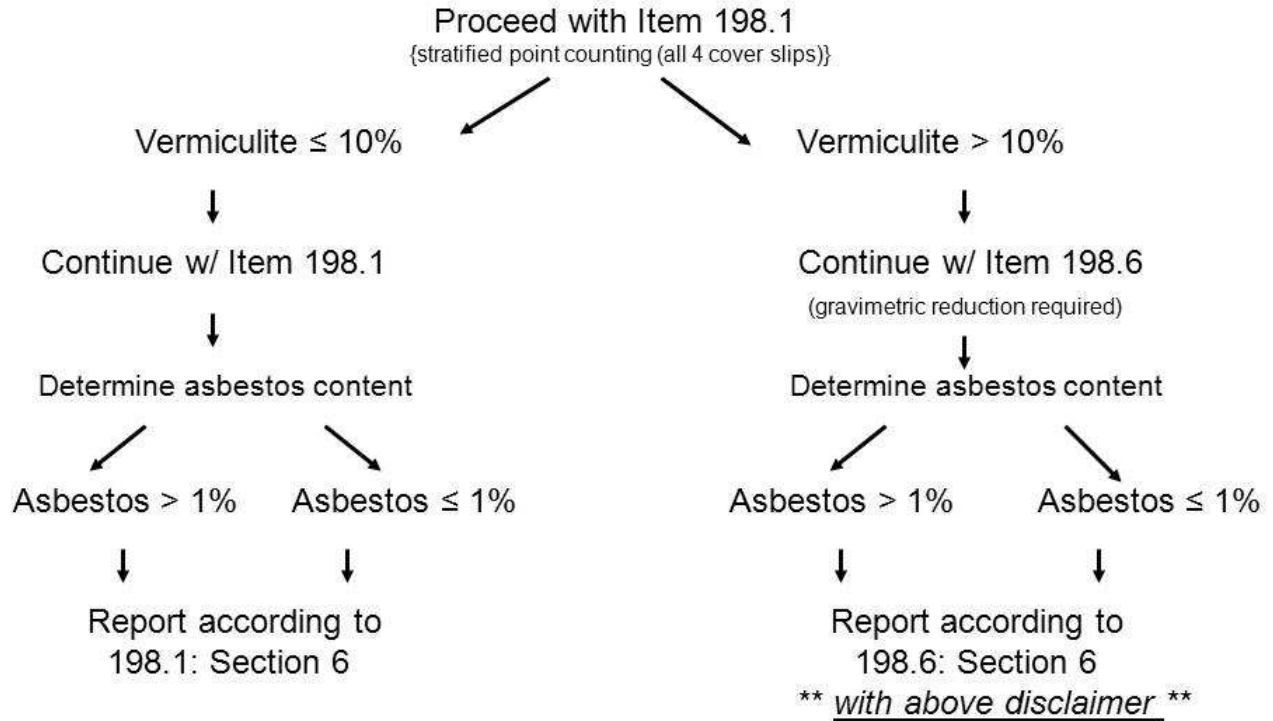 Proceed with Item 198.1
{stratified point counting (all 4 cover slips)}
Vermiculite ≤ 10%
Vermiculite > 10%
Continue w/ Item 198.1
Continue w/ Item 198.6
(gravimetric reduction required)
Determine asbestos content
Determine asbestos content
Asbestos > 1%
Asbestos ≤ 1%
Asbestos > 1%
Asbestos ≤ 1%
Report according to
198.1: Section 6
Report according to
198.6: Section 6
** with above disclaimer **